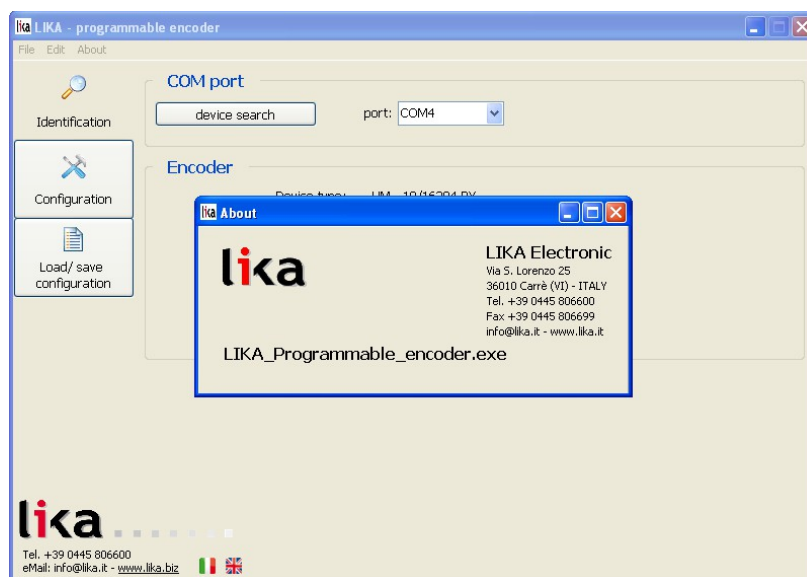 lika LIKA - programmable encoder
File Edit About
Identification
Configuration
Load/ save
configuration
COM port
device search
port: COM4
Encoder
lika About
lika
LIKA Electronic
Via S. Lorenzo 25
36010 Carrè (VI) - ITALY
Tel. +39 0445 806600
Fax +39 0445 806699
info@lika.it - www.lika.it
LIKA_Programmable_encoder.exe
lika
Tel. +39 0445 806600
eMail: info@lika.it - www.lika.biz